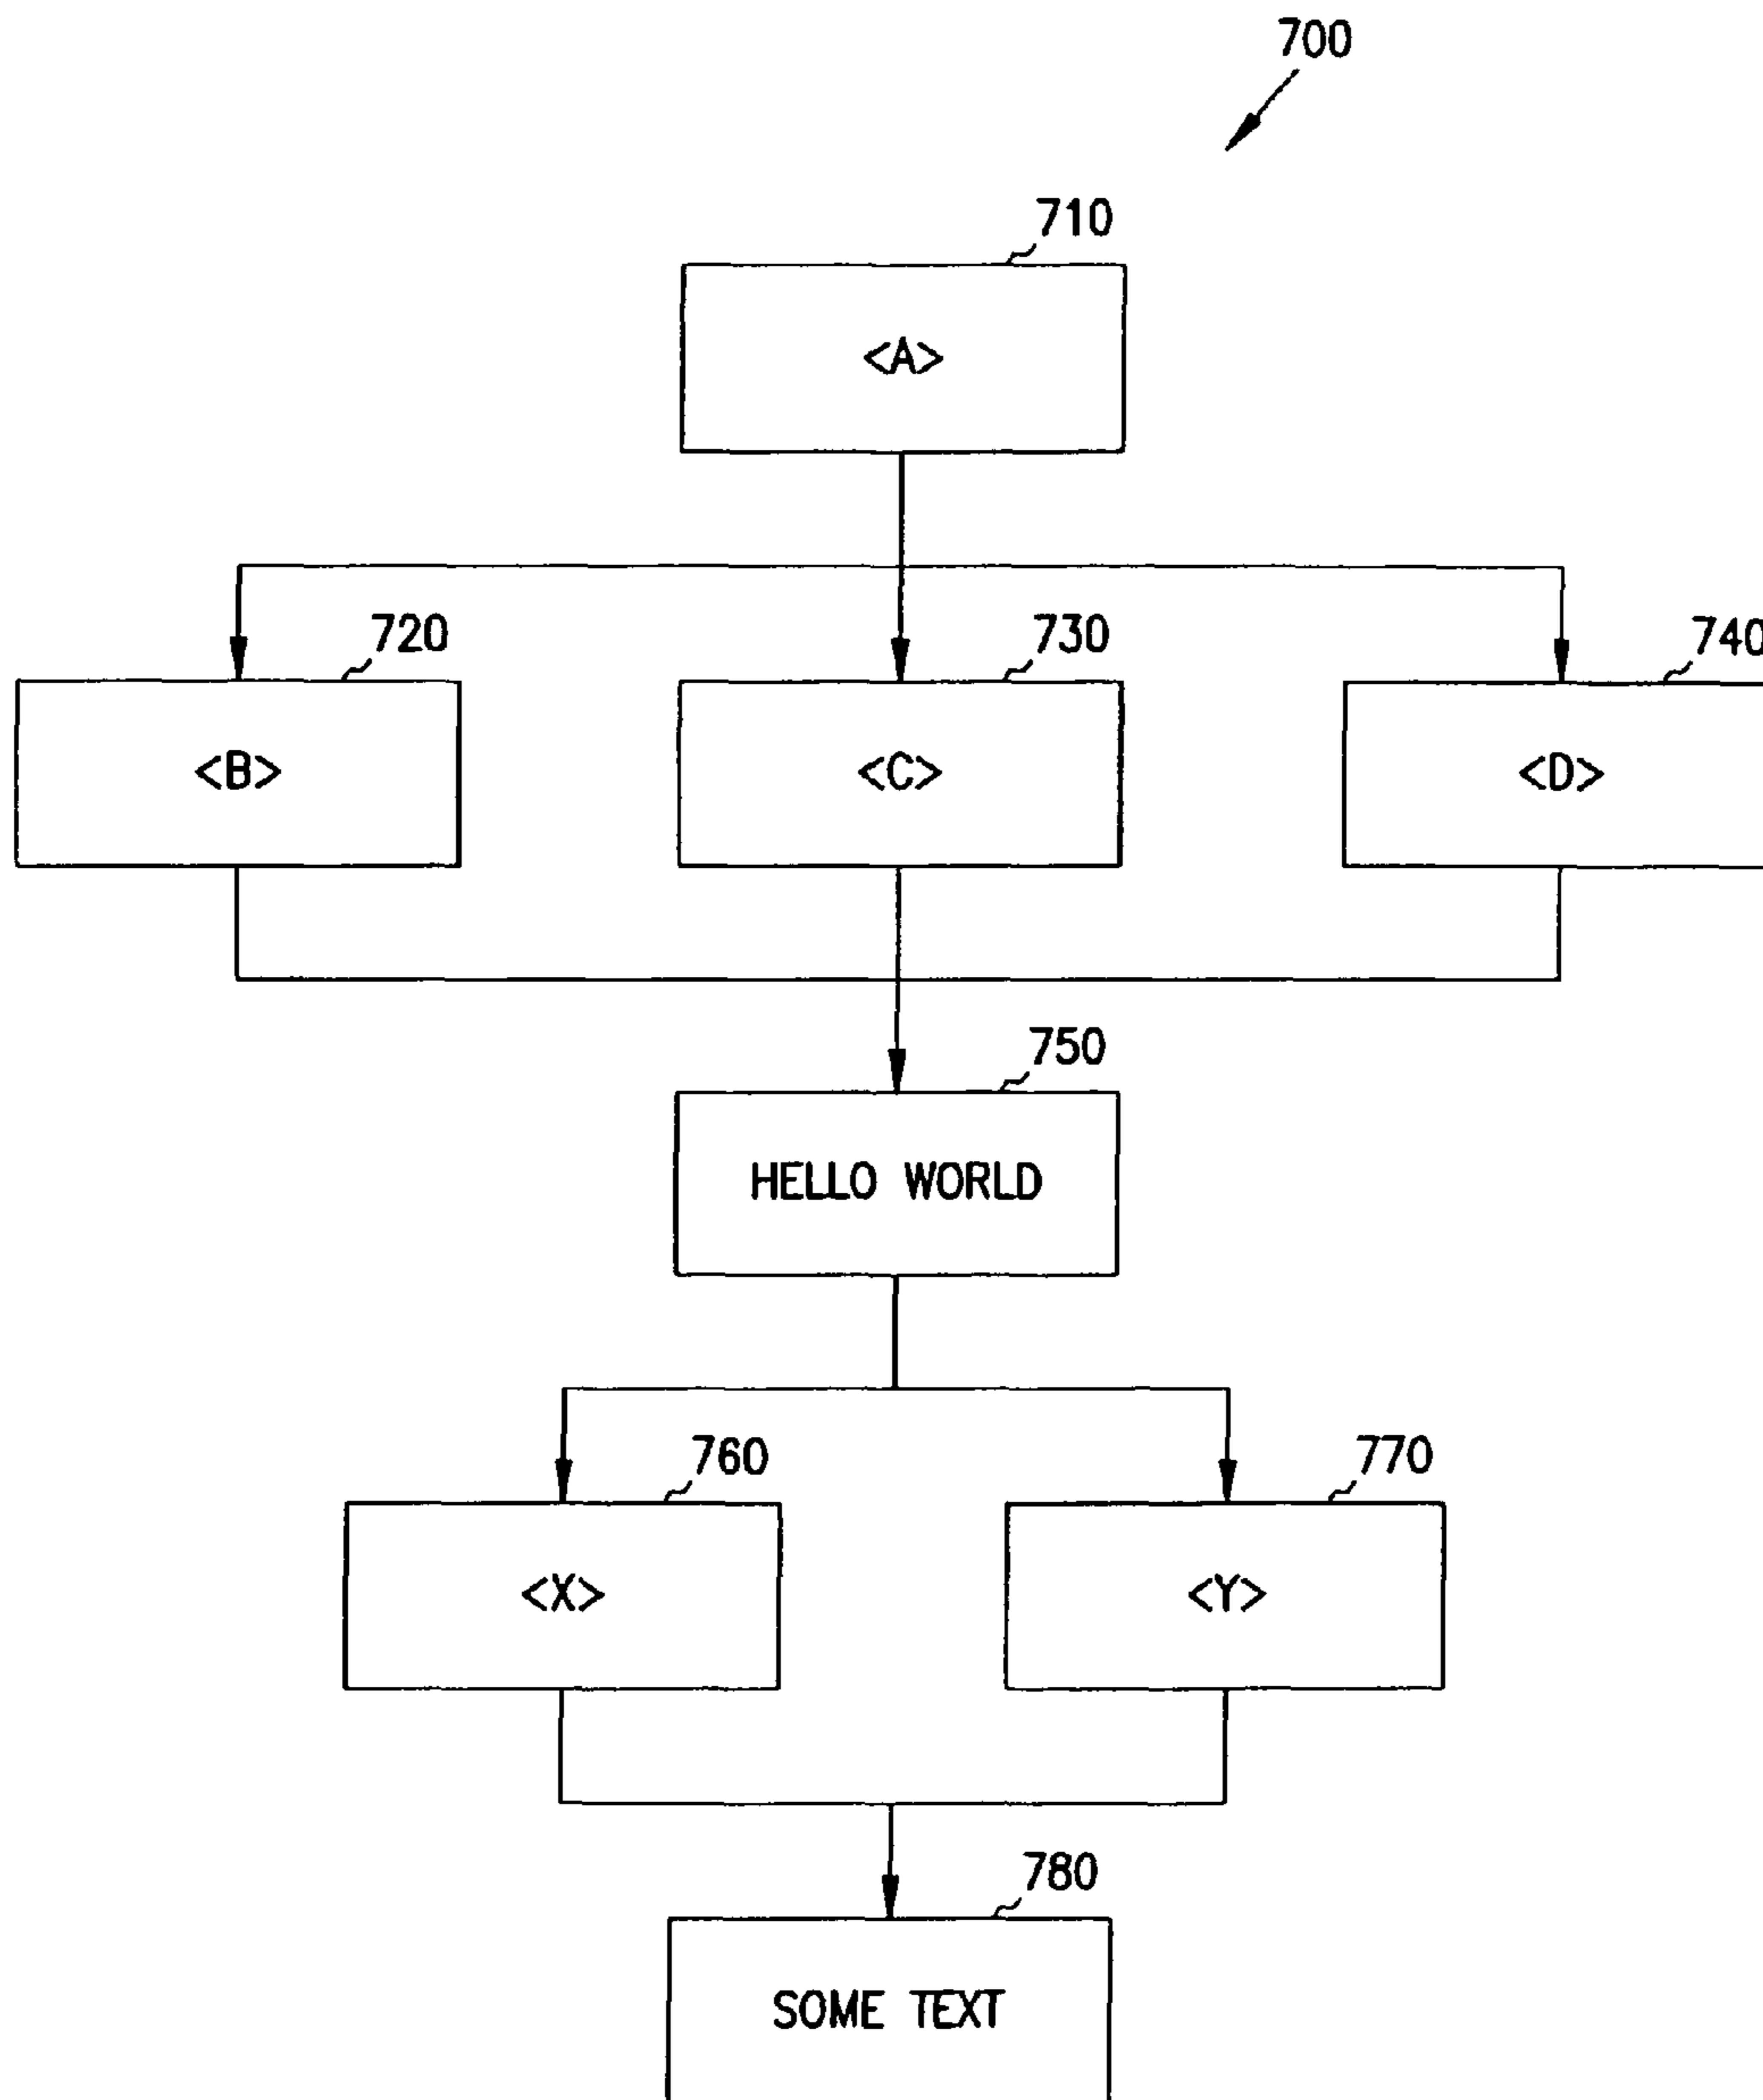 700
710
<A>
720 730 740
<B> <C> <D>
750
HELLO WORLD
760 770
<X> <Y>
780
SOME TEXT